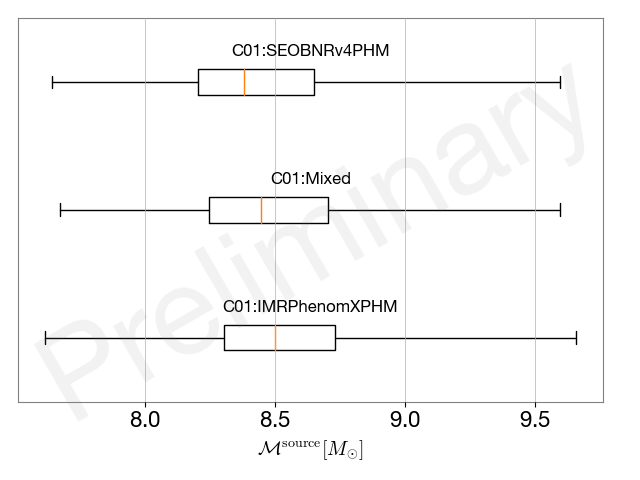 C01:SEOBNRv4PHM
C01:Mixed
C01:IMRPhenomXPHM
Preliminary
8.0 8.5 9.0 9.5
ℳ^source [M_⊙]